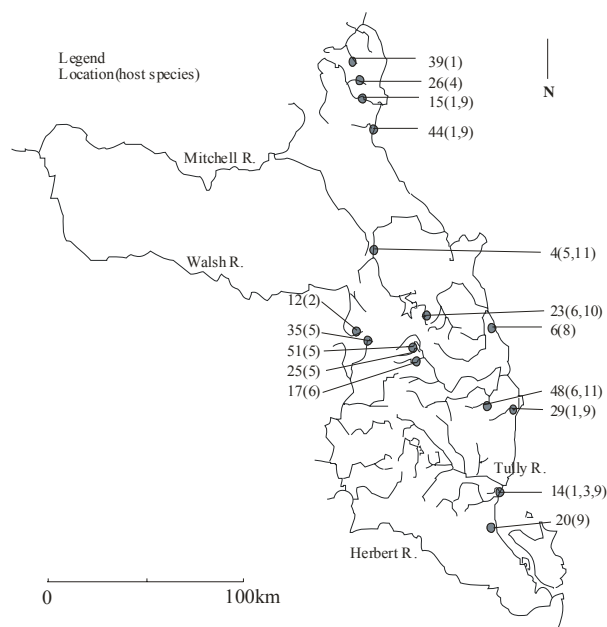 Legend
Location(host species)
39(1)
26(4)
15(1,9)
44(1,9)
N
Mitchell R.
Walsh R.
4(5,11)
12(2)
35(5)
51(5)
25(5)
17(6)
23(6,10)
6(8)
48(6,11)
29(1,9)
Tully R.
14(1,3,9)
20(9)
Herbert R.
0
100km